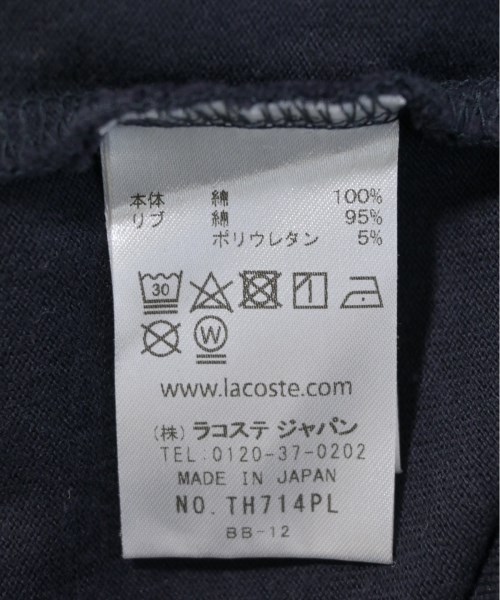 本体 綿 100%
リブ 綿 95%
ポリウレタン 5%
30
W
www.lacoste.com
(株) ラコステ ジャパン
TEL:0120-37-0202
MADE IN JAPAN
NO. TH714PL
BB-12